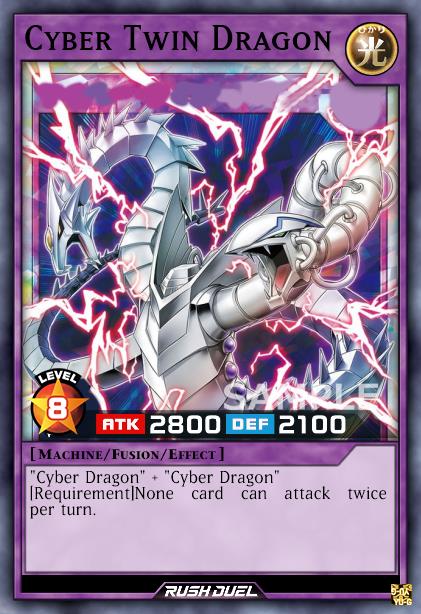 Cyber Twin Dragon
ひかり
光
SAMPLE
LEVEL
8
ATK 2800 DEF 2100
[Machine/Fusion/Effect]
"Cyber Dragon" + "Cyber Dragon"
|Requirement|None card can attack twice
per turn.
RUSH DUEL